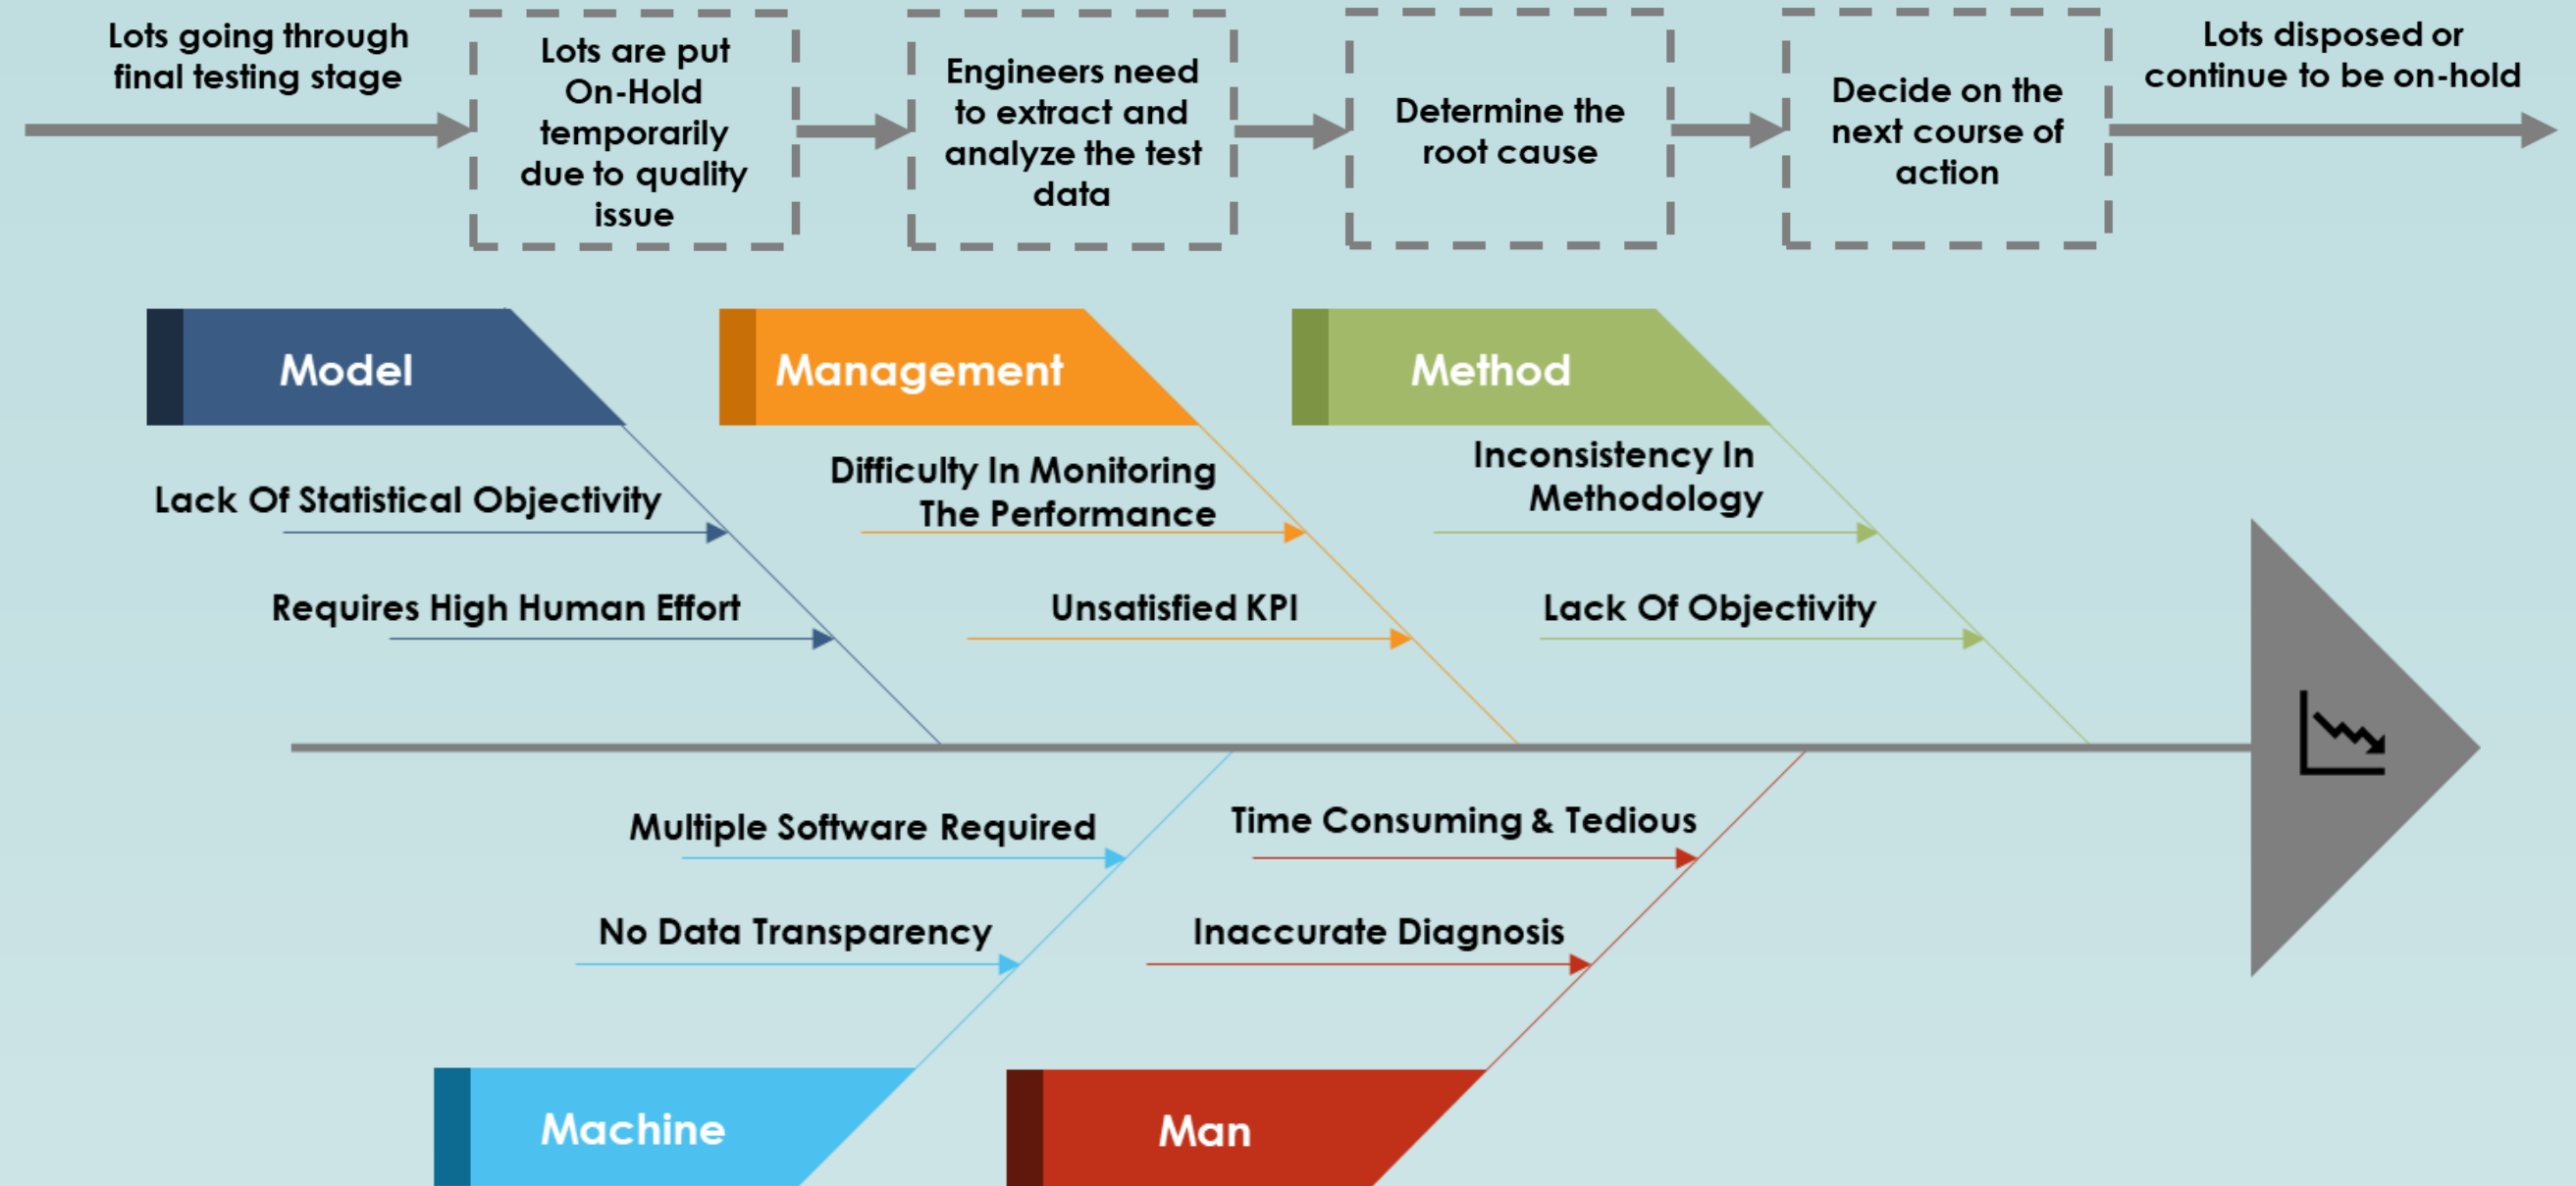 Lots going through
final testing stage
Lots are put
On-Hold
temporarily
due to quality
issue
Engineers need
to extract and
analyze the test
data
Determine the
root cause
Decide on the
next course of
action
Lots disposed or
continue to be on-hold
Model
Management
Method
Lack Of Statistical Objectivity
Requires High Human Effort
Difficulty In Monitoring
The Performance
Unsatisfied KPI
Inconsistency In
Methodology
Lack Of Objectivity
Multiple Software Required
No Data Transparency
Time Consuming & Tedious
Inaccurate Diagnosis
Machine
Man